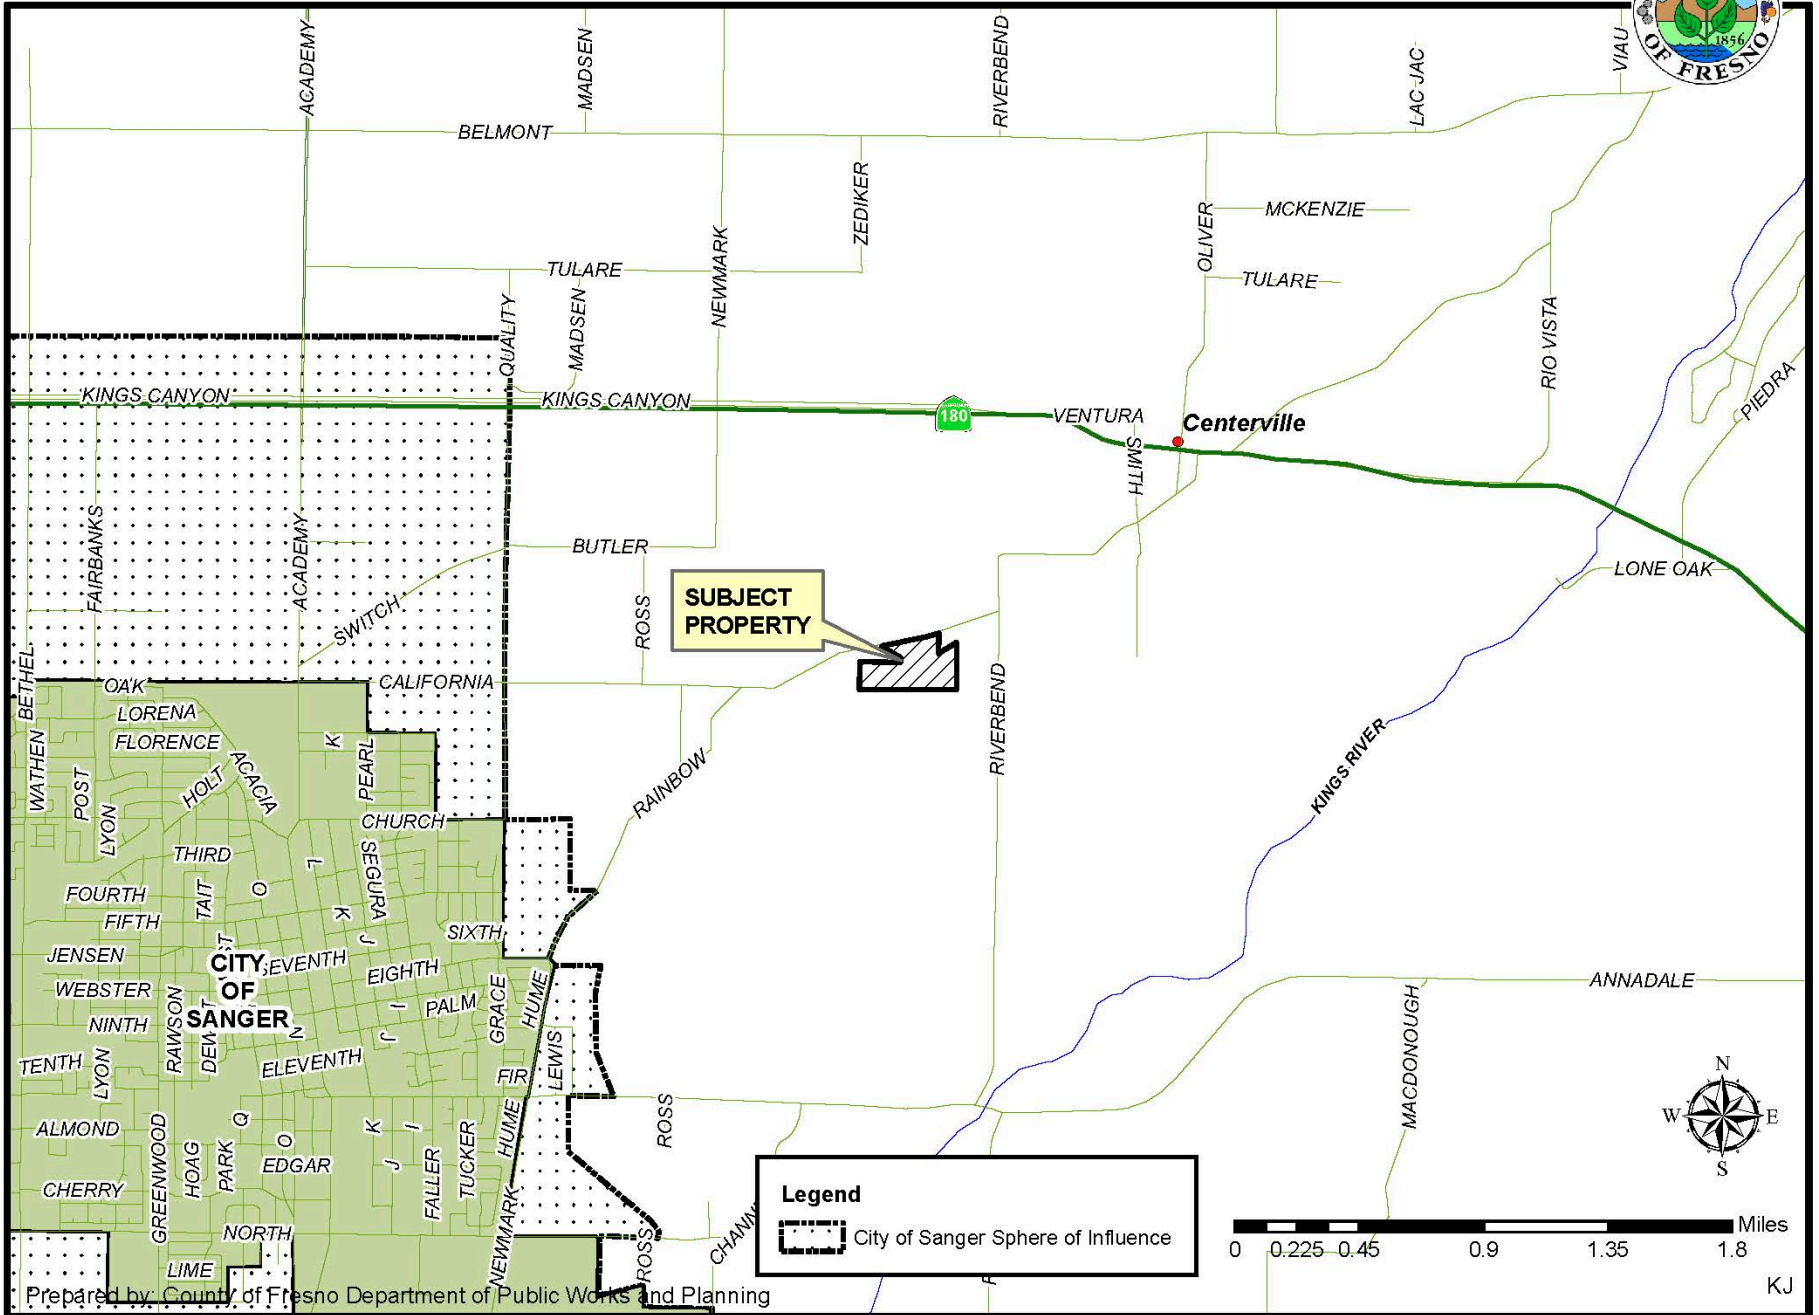 ACADEMY
MADSEN
RIVERBEND
LAC JAC
VIAU
1856
OF FRESNO
BELMONT
ZEDIKER
MCKENZIE
OLIVER
TULARE
TULARE
NEWMARK
QUALITY
MADSEN
RIO VISTA
PIEDRA
KINGS CANYON
KINGS CANYON
180
VENTURA
Centerville
SMITH
FAIRBANKS
ACADEMY
SWITCH
BUTLER
ROSS
SUBJECT
PROPERTY
LONE OAK
BETHEL
OAK
CALIFORNIA
RIVERBEND
LORENA
FLORENCE
WATHEN
POST
LYON
HOLT
ACACIA
K
PEARL
RAINBOW
KINGS RIVER
CHURCH
THIRD
L
SEGURA
FOURTH
TAIT
O
K
FIFTH
J
SIXTH
JENSEN
SEVENTH
EIGHTH
CITY
OF
SANGER
WEBSTER
RAWSON
I
PALM
GRACE
HUME
ANNADALE
NINTH
N
J
TENTH
LYON
ELEVENTH
FIR
LEWIS
MACDONOUGH
ALMOND
GREENWOOD
Q
O
K
I
HUME
ROSS
HOAG
PARK
EDGAR
J
FALLER
TUCKER
CHERRY
NORTH
NEWMARK
ROSS
LIME
N
W E
S
Legend
City of Sanger Sphere of Influence
Miles
0 0.225 0.45 0.9 1.35 1.8
Prepared by: County of Fresno Department of Public Works and Planning
KJ